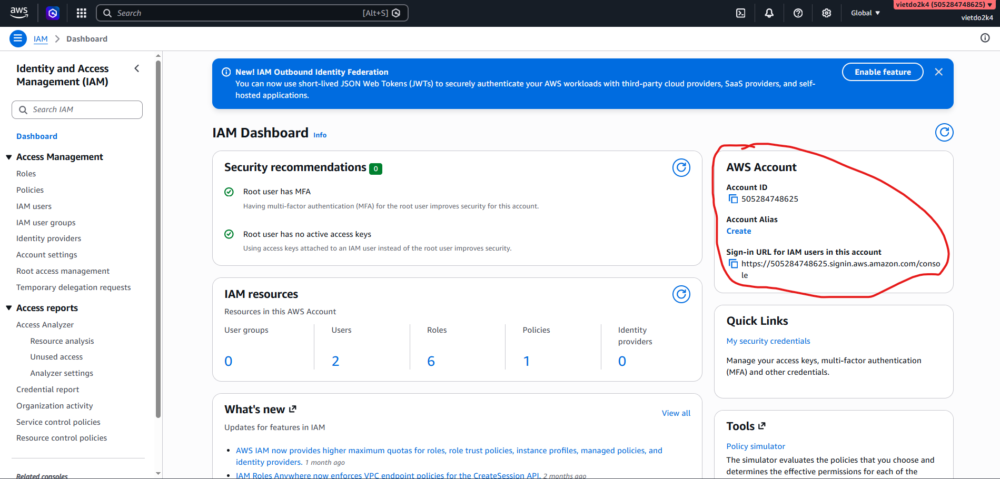 aws
Search
[Alt+S]
Global
vietdo2k4 (505284748625)
vietdo2k4
IAM
Dashboard
Identity and Access
Management (IAM)
Search IAM
Dashboard
Access Management
Roles
Policies
IAM users
IAM user groups
Identity providers
Account settings
Root access management
Temporary delegation requests
Access reports
Access Analyzer
Resource analysis
Unused access
Analyzer settings
Credential report
Organization activity
Service control policies
Resource control policies
Related consoles
New! IAM Outbound Identity Federation
You can now use short-lived JSON Web Tokens (JWTs) to securely authenticate your AWS workloads with third-party cloud providers, SaaS providers, and self-
hosted applications.
Enable feature
IAM Dashboard
Info
Security recommendations
0
Root user has MFA
Having multi-factor authentication (MFA) for the root user improves security for this account.
Root user has no active access keys
Using access keys attached to an IAM user instead of the root user improves security.
IAM resources
Resources in this AWS Account
User groups
0
Users
2
Roles
6
Policies
1
Identity
providers
0
What's new
View all
Updates for features in IAM
AWS IAM now provides higher maximum quotas for roles, role trust policies, instance profiles, managed policies, and
identity providers. 1 month ago
IAM Roles Anywhere now enforces VPC endpoint policies for the CreateSession API. 2 months ago
AWS Account
Account ID
505284748625
Account Alias
Create
Sign-in URL for IAM users in this account
https://505284748625.signin.aws.amazon.com/conso
le
Quick Links
My security credentials
Manage your access keys, multi-factor authentication
(MFA) and other credentials.
Tools
Policy simulator
The simulator evaluates the policies that you choose and
determines the effective permissions for each of the